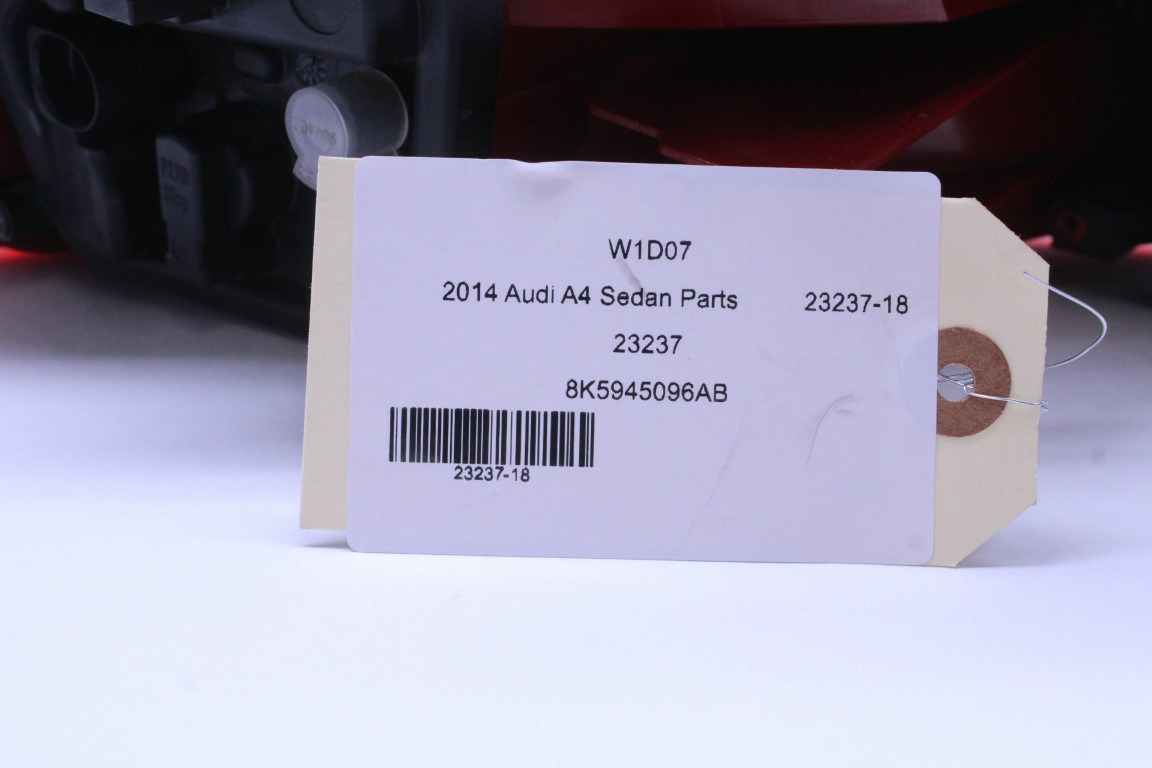 W1D07
2014 Audi A4 Sedan Parts 23237-18
23237
8K5945096AB
23237-18